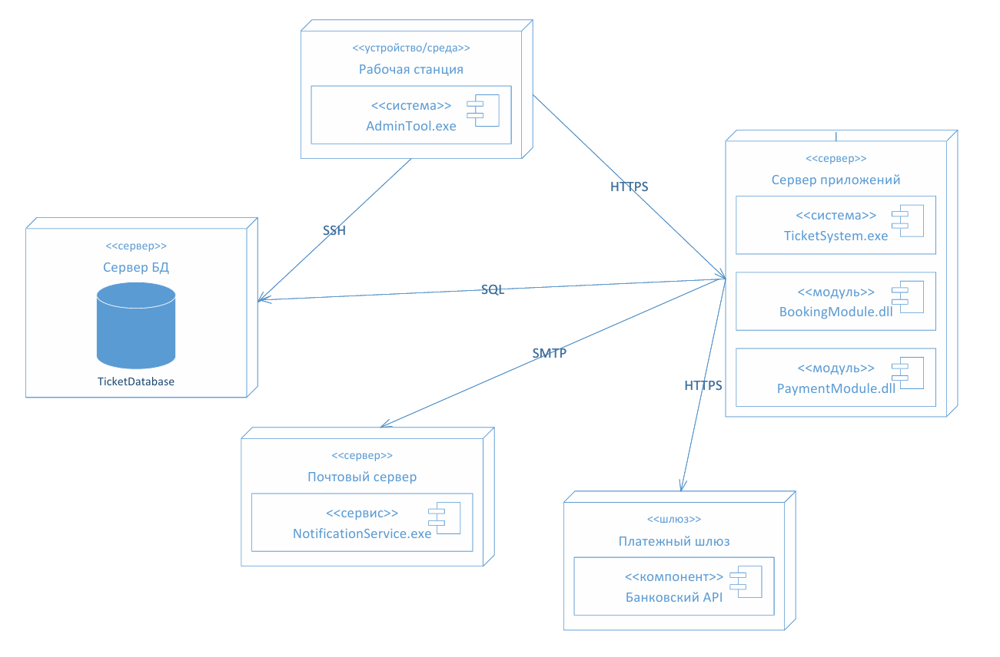 <<устройство/среда>>
Рабочая станция
<<система>>
AdminTool.exe
HTTPS
<<сервер>>
Сервер приложений
<<система>>
TicketSystem.exe
<<модуль>>
BookingModule.dll
<<модуль>>
PaymentModule.dll
SSH
<<сервер>>
Сервер БД
TicketDatabase
SQL
SMTP
HTTPS
<<сервер>>
Почтовый сервер
<<сервис>>
NotificationService.exe
<<шлюз>>
Платежный шлюз
<<компонент>>
Банковский API